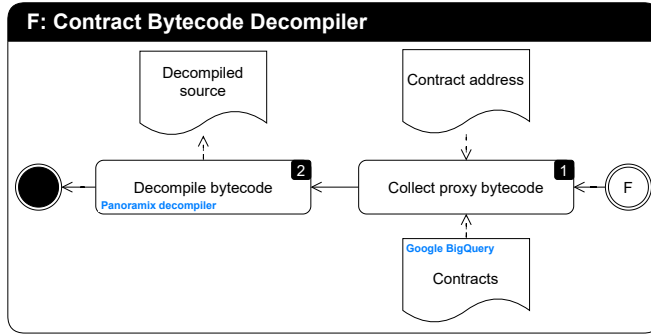 F: Contract Bytecode Decompiler
Decompiled
source
Contract address
2
Decompile bytecode
Panoramix decompiler
1
Collect proxy bytecode
F
Google BigQuery
Contracts